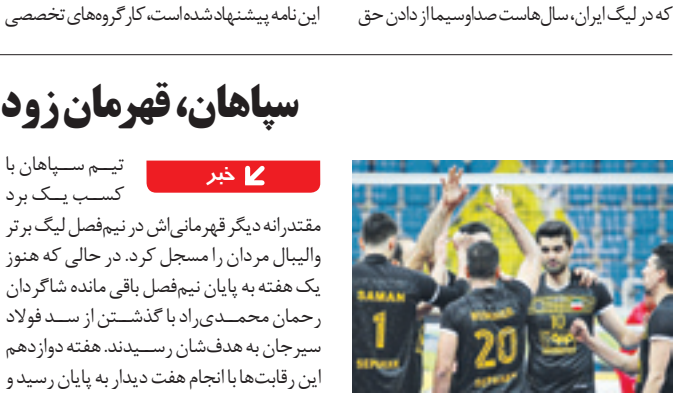 که در لیگ ایران، سال‌هاست صداوسیما از دادن حق
این نامه پیشنهاد شده است، کارگروه‌های تخصصی
سپاهان، قهرمان زود
خبر
تیم سپاهان با
کسب یک برد
مقتدرانه دیگر قهرمانی‌اش در نیم‌فصل لیگ برتر
والیبال مردان را مسجل کرد. در حالی که هنوز
یک هفته به پایان نیم‌فصل باقی مانده شاگردان
رحمان محمدی‌راد با گذشتن از سد فولاد
سیرجان به هدفشان رسیدند. هفته دوازدهم
این رقابت‌ها با انجام هفت دیدار به پایان رسید و
SAMAN
1
SEPAHAN
20
10